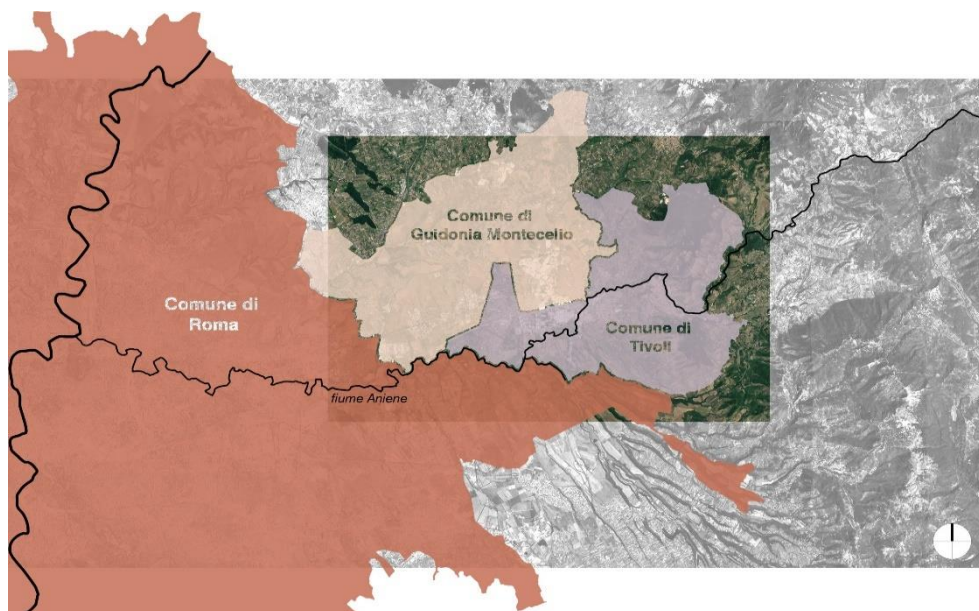 Comune di
Guidonia Montecelio
Comune di
Roma
Comune di
Tivoli
fiume Aniene